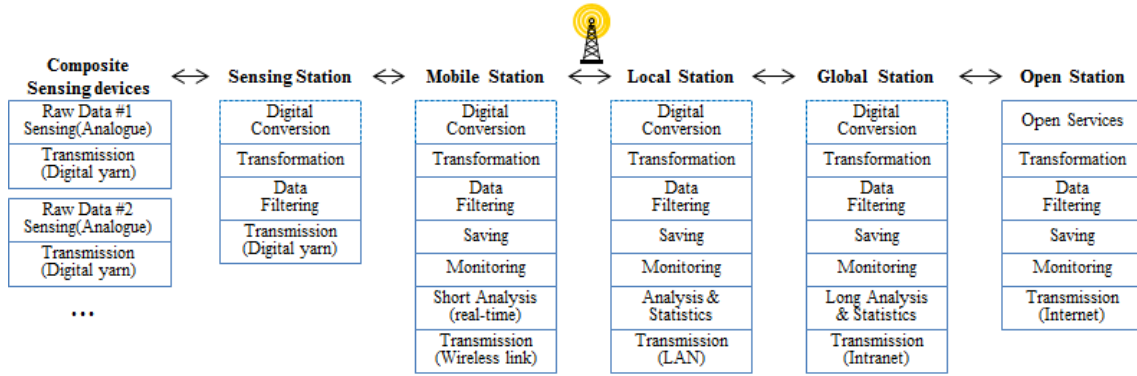 Composite
Sensing devices
Raw Data #1
Sensing(Analogue)
Transmission
(Digital yarn)
Raw Data #2
Sensing(Analogue)
Transmission
(Digital yarn)
...
Sensing Station
Digital
Conversion
Transformation
Data
Filtering
Transmission
(Digital yarn)
Mobile Station
Digital
Conversion
Transformation
Data
Filtering
Saving
Monitoring
Short Analysis
(real-time)
Transmission
(Wireless link)
Local Station
Digital
Conversion
Transformation
Data
Filtering
Saving
Monitoring
Analysis &
Statistics
Transmission
(LAN)
Global Station
Digital
Conversion
Transformation
Data
Filtering
Saving
Monitoring
Long Analysis
& Statistics
Transmission
(Intranet)
Open Station
Open Services
Transformation
Data
Filtering
Saving
Monitoring
Transmission
(Internet)